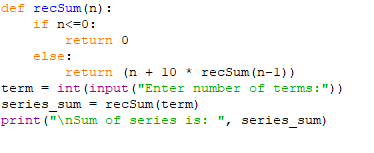 def recSum(n):
    if n<=0:
        return 0
    else:
        return (n + 10 * recSum(n-1))
term = int(input("Enter number of terms:"))
series_sum = recSum(term)
print("\nSum of series is: ", series_sum)